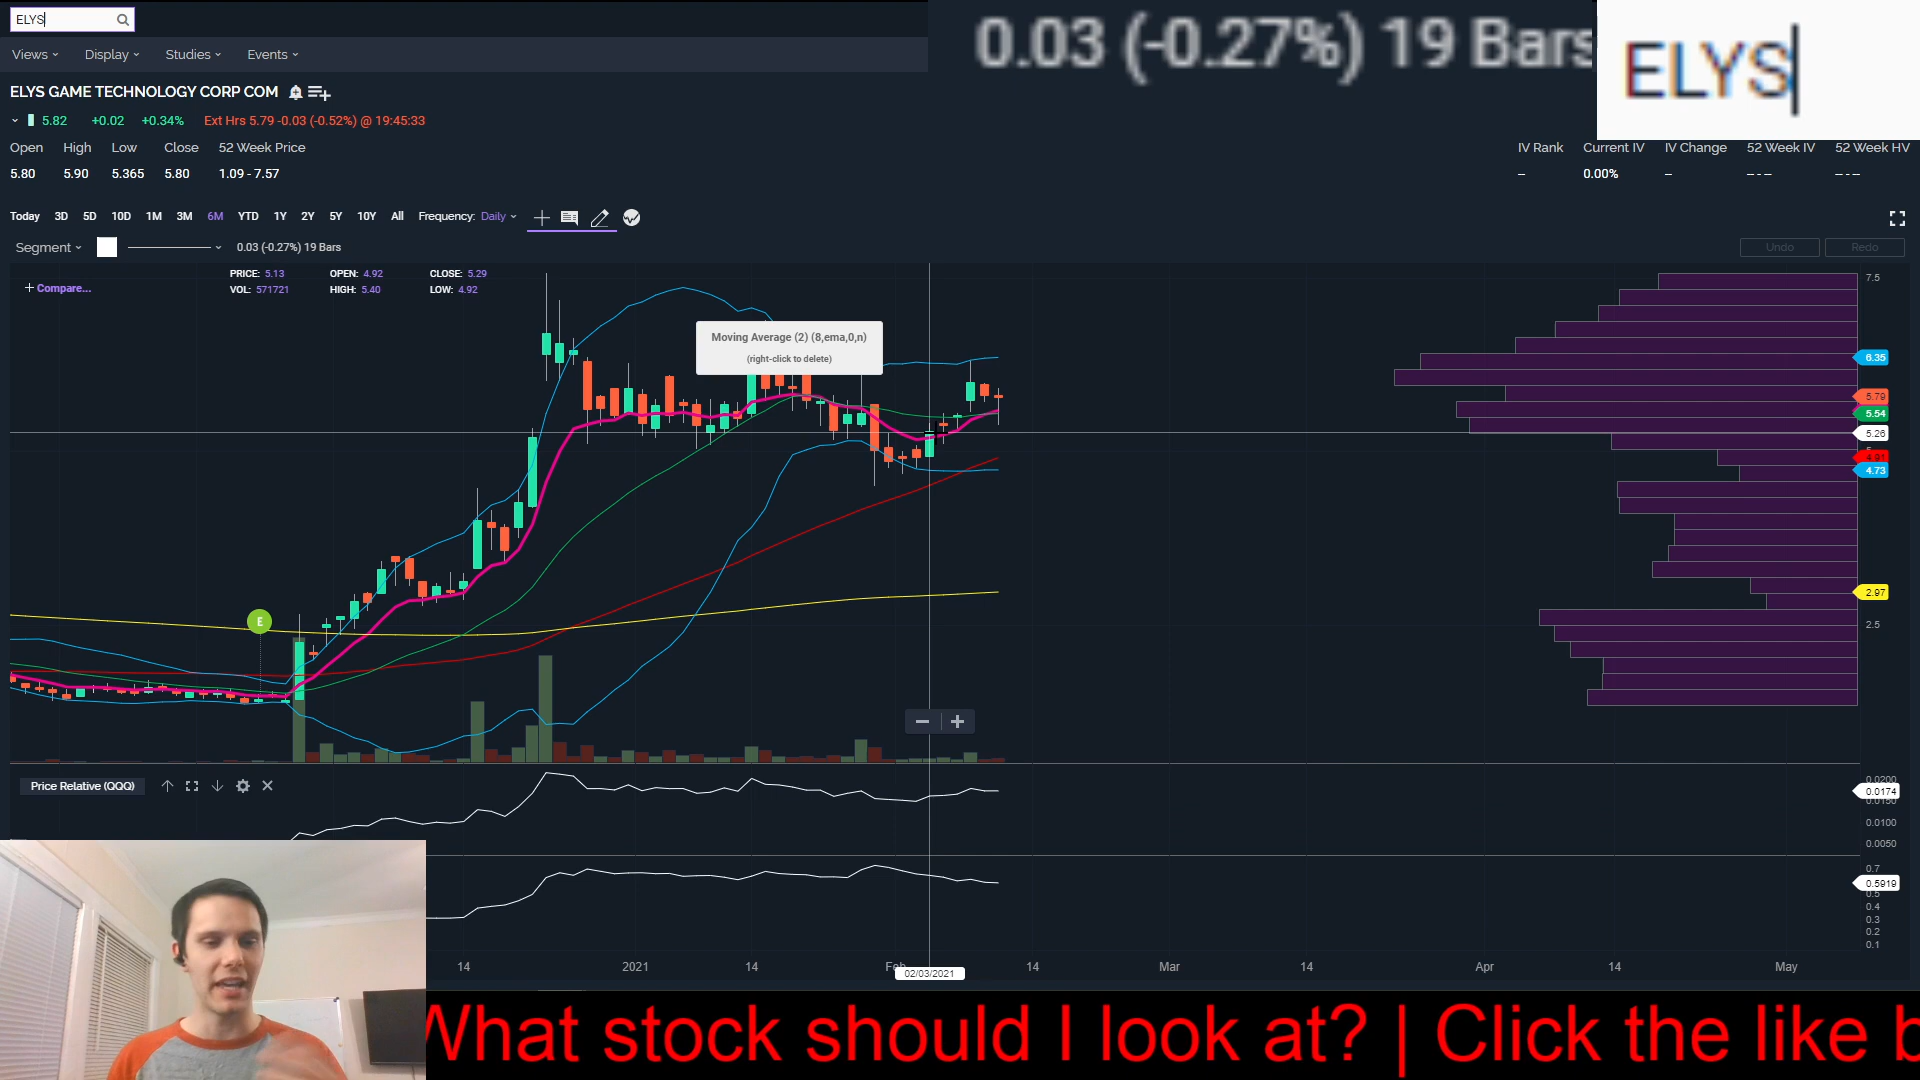 ELYS
0.03 (-0.27%) 19 Bars
ELYS
Views Display Studies Events
ELYS GAME TECHNOLOGY CORP COM
5.82 +0.02 +0.34% Ext Hrs 5.79 -0.03 (-0.52%) @ 19:45:33
Open High Low Close 52 Week Price
5.80 5.90 5.365 5.80 1.09 - 7.57
IV Rank Current IV IV Change 52 Week IV 52 Week HV
– 0.00% – – - – – - –
Today 3D 5D 10D 1M 3M 6M YTD 1Y 2Y 5Y 10Y All Frequency: Daily
Segment 0.03 (-0.27%) 19 Bars Undo Redo
PRICE: 5.13 OPEN: 4.92 CLOSE: 5.29
VOL: 571721 HIGH: 5.40 LOW: 4.92
+ Compare...
Moving Average (2) (8,ema,0,n)
(right-click to delete)
7.5
6.35
5.79
5.54
5.26
4.91
4.73
2.97
2.5
E
Price Relative (QQQ)
0.0200
0.0174
0.0150
0.0100
0.0050
0.7
0.5919
0.5
0.4
0.3
0.2
0.1
14 2021 14 Feb 14 Mar 14 Apr 14 May
02/03/2021
What stock should I look at? | Click the like b